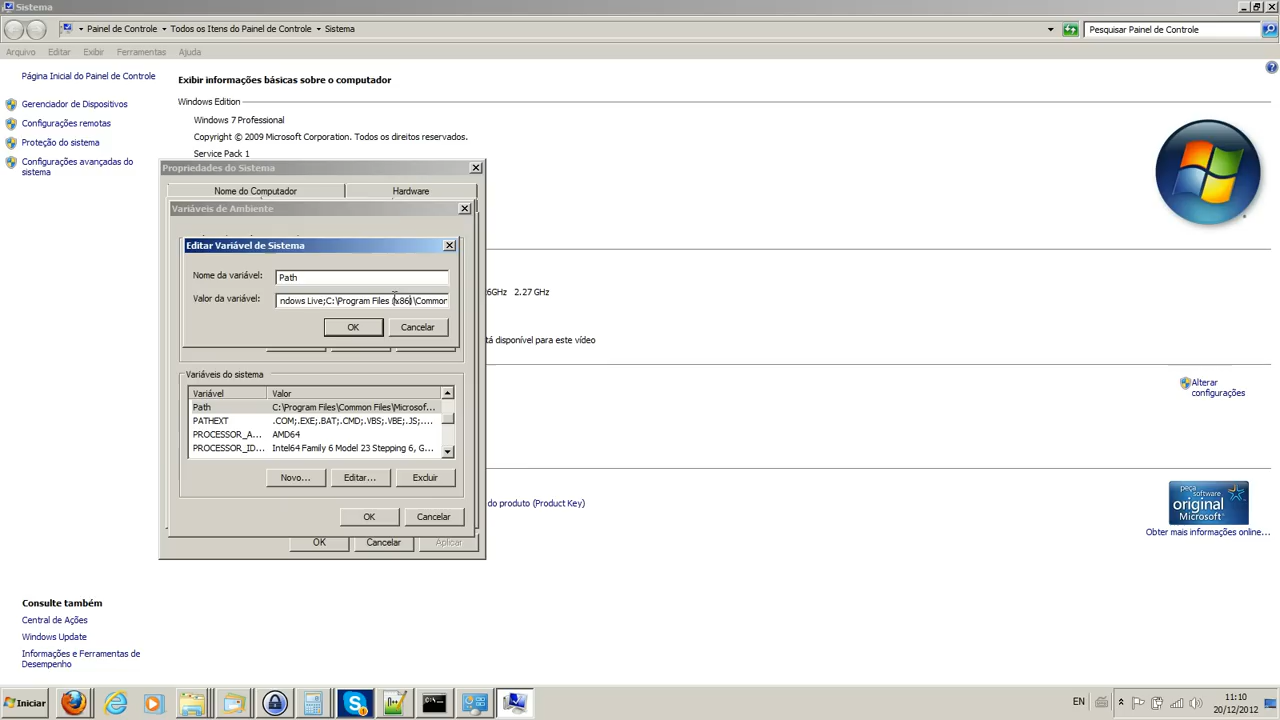 Sistema
Painel de Controle
Todos os Itens do Painel de Controle
Sistema
Pesquisar Painel de Controle
Arquivo Editar Exibir Ferramentas Ajuda
Página Inicial do Painel de Controle
Gerenciador de Dispositivos
Configurações remotas
Proteção do sistema
Configurações avançadas do
sistema
Exibir informações básicas sobre o computador
Windows Edition
Windows 7 Professional
Copyright © 2009 Microsoft Corporation. Todos os direitos reservados.
Service Pack 1
Propriedades do Sistema
Nome do Computador
Hardware
Variáveis de Ambiente
Editar Variável de Sistema
Nome da variável:
Path
Valor da variável:
ndows Live;C:\Program Files (x86)\Common
OK
Cancelar
6GHz 2.27 GHz
tá disponível para este vídeo
Variáveis do sistema
Variável Valor
Path C:\Program Files\Common Files\Microsof...
PATHEXT .COM;.EXE;.BAT;.CMD;.VBS;.VBE;.JS;....
PROCESSOR_A... AMD64
PROCESSOR_ID... Intel64 Family 6 Model 23 Stepping 6, G...
Novo...
Editar...
Excluir
OK
Cancelar
OK
Cancelar
Aplicar
Alterar
configurações
do produto (Product Key)
peça
software
original
Microsoft
Obter mais informações online...
Consulte também
Central de Ações
Windows Update
Informações e Ferramentas de
Desempenho
Iniciar
EN
11:10
20/12/2012